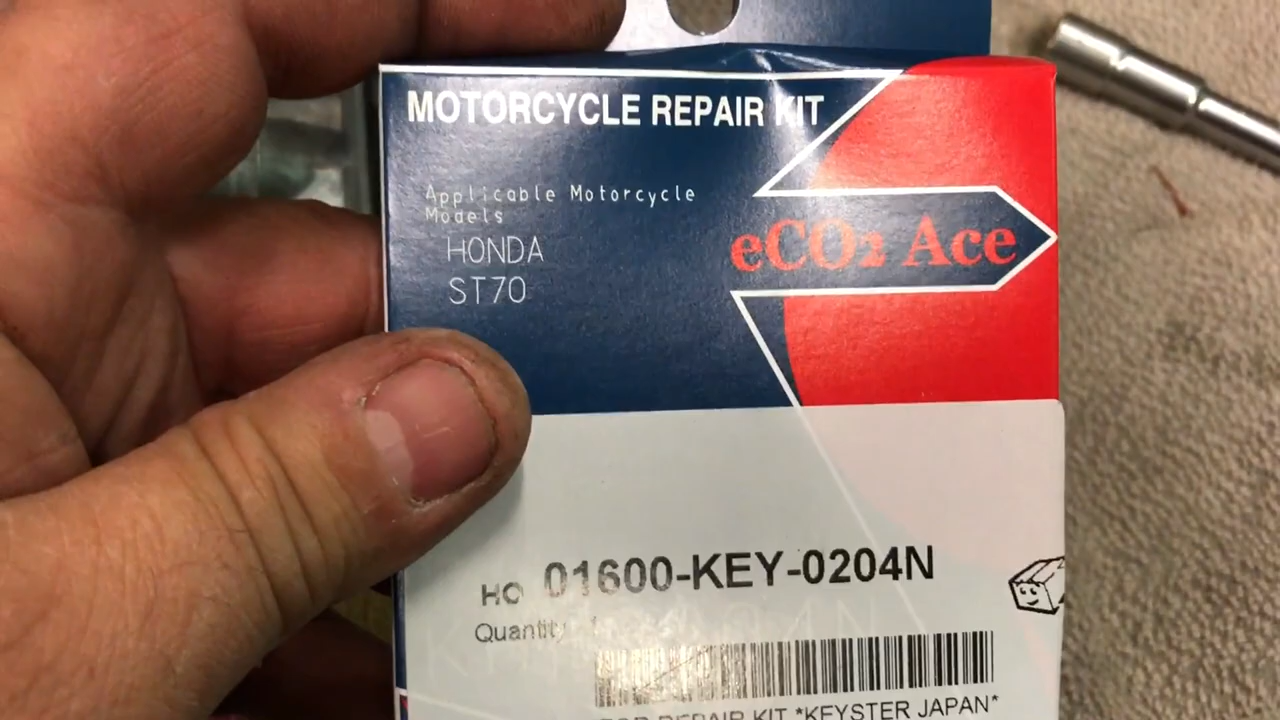 MOTORCYCLE REPAIR KIT
Applicable Motorcycle
Models
HONDA
ST70
eCO2 Ace
HO 01600-KEY-0204N
Quantity
REPAIR KIT *KEYSTER JAPAN*